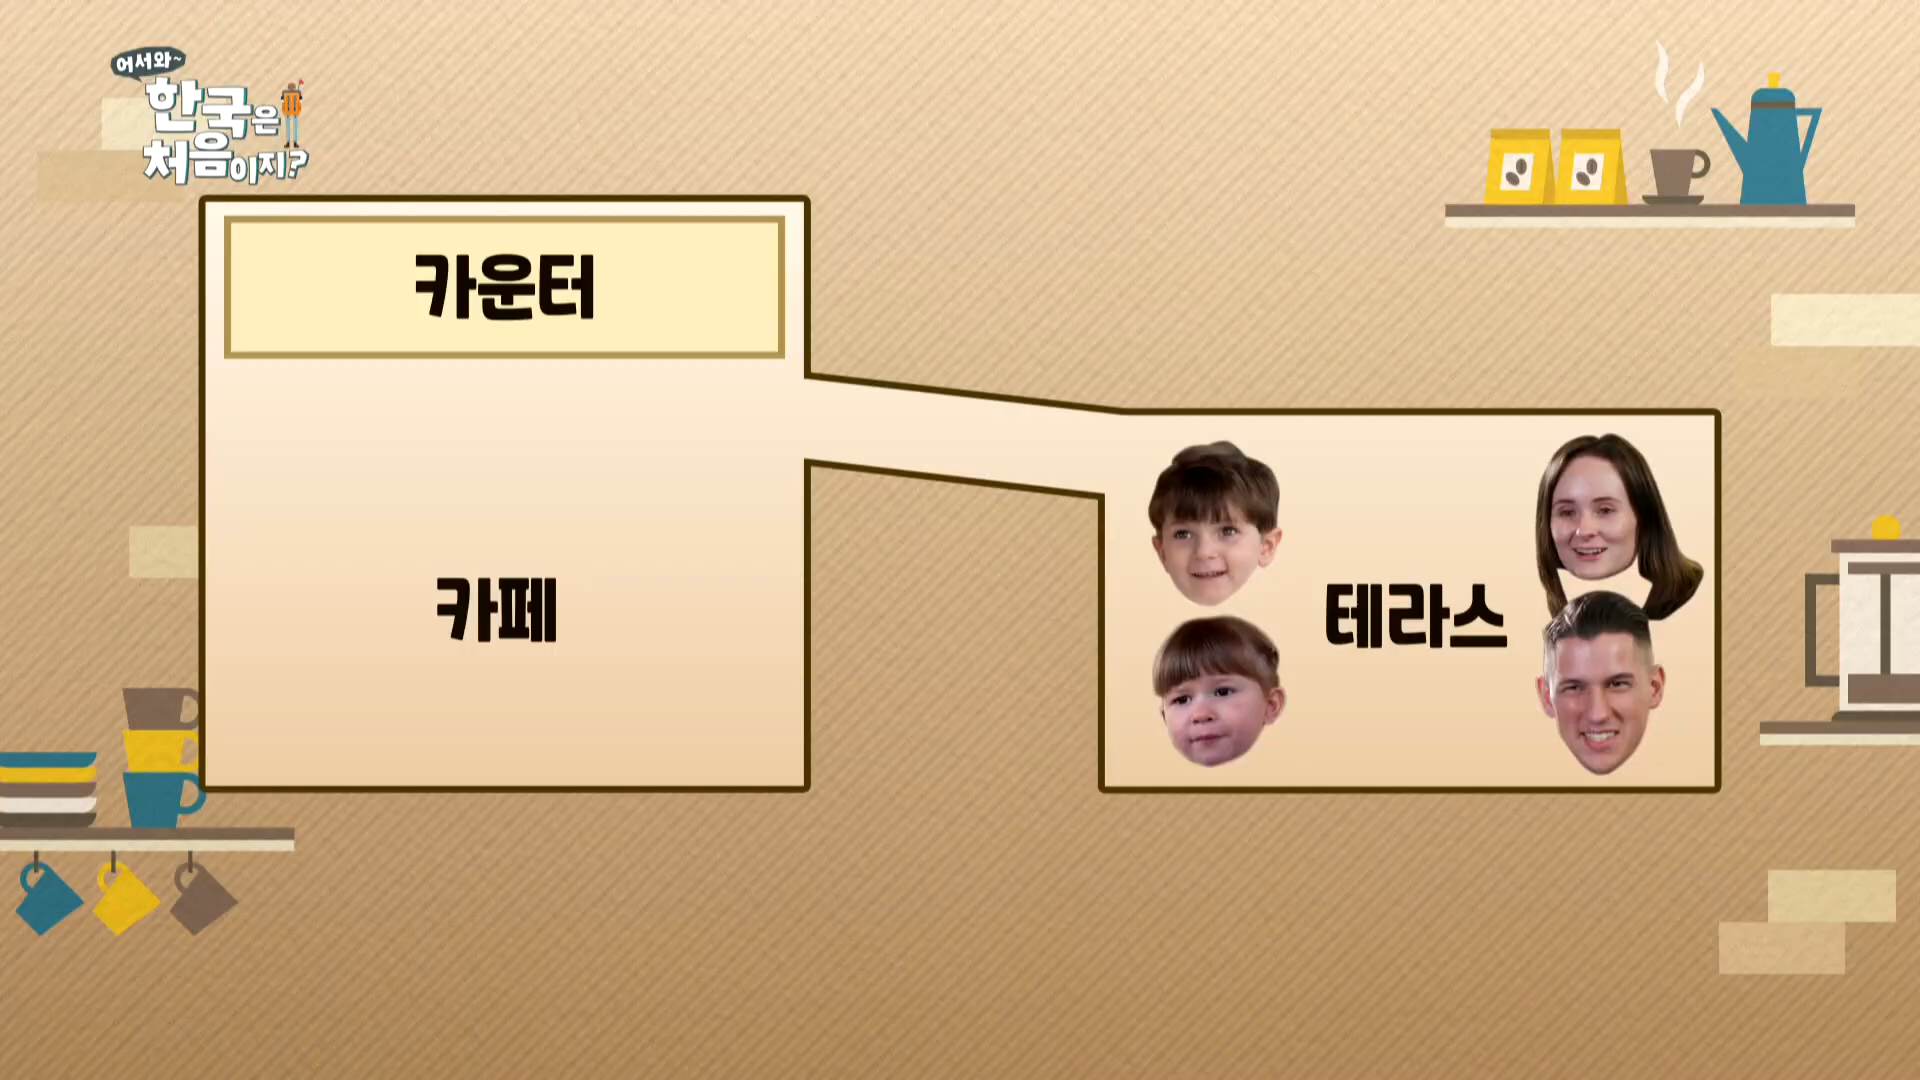 어서와~
한국은
처음이지?
카운터
카페
테라스